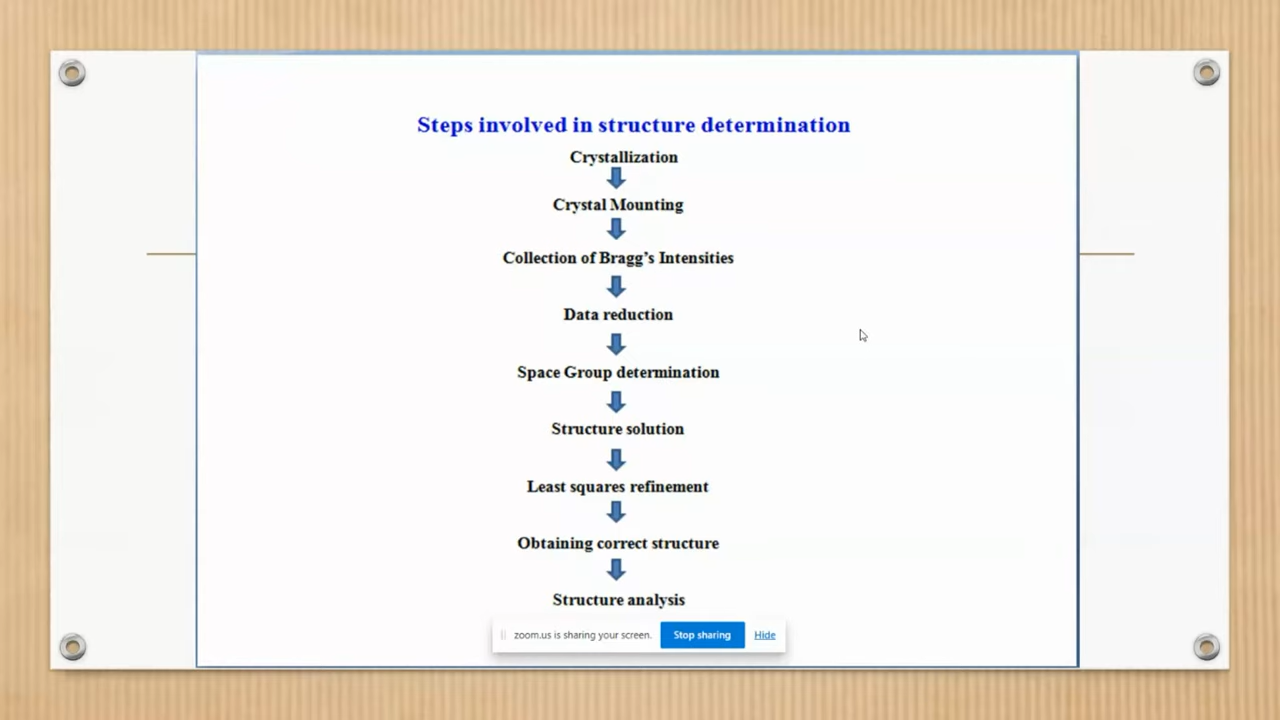 Steps involved in structure determination
Crystallization
Crystal Mounting
Collection of Bragg's Intensities
Data reduction
Space Group determination
Structure solution
Least squares refinement
Obtaining correct structure
Structure analysis
zoom.us is sharing your screen. Stop sharing Hide